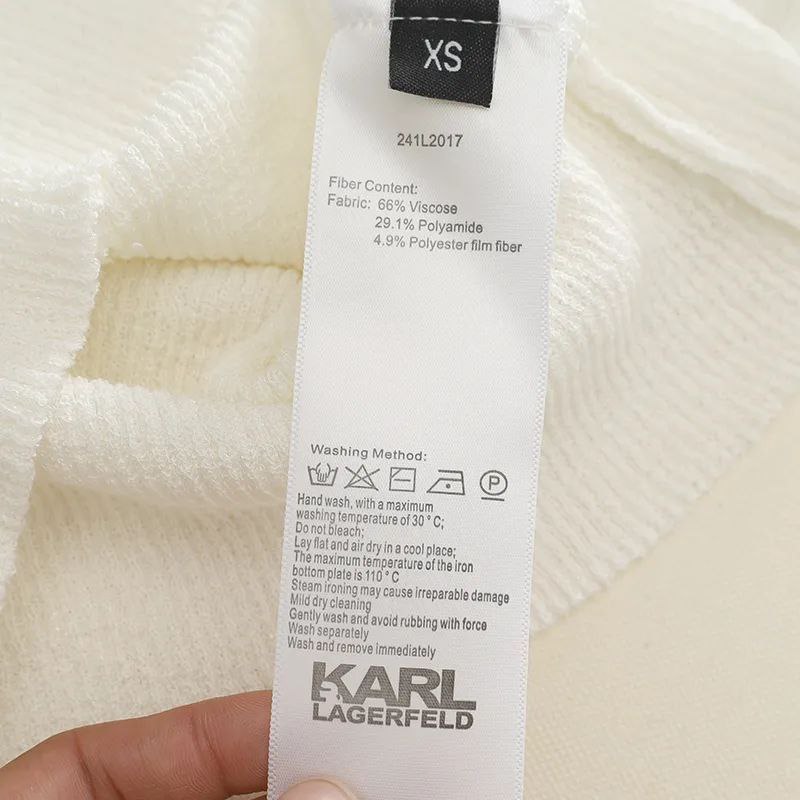 XS
241L2017
Fiber Content:
Fabric: 66% Viscose
29.1% Polyamide
4.9% Polyester film fiber
Washing Method:
P
Hand wash, with a maximum
washing temperature of 30 °C;
Do not bleach;
Lay flat and air dry in a cool place;
The maximum temperature of the iron
bottom plate is 110 °C
Steam ironing may cause irreparable damage
Mild dry cleaning
Gently wash and avoid rubbing with force
Wash separately
Wash and remove immediately
KARL
LAGERFELD